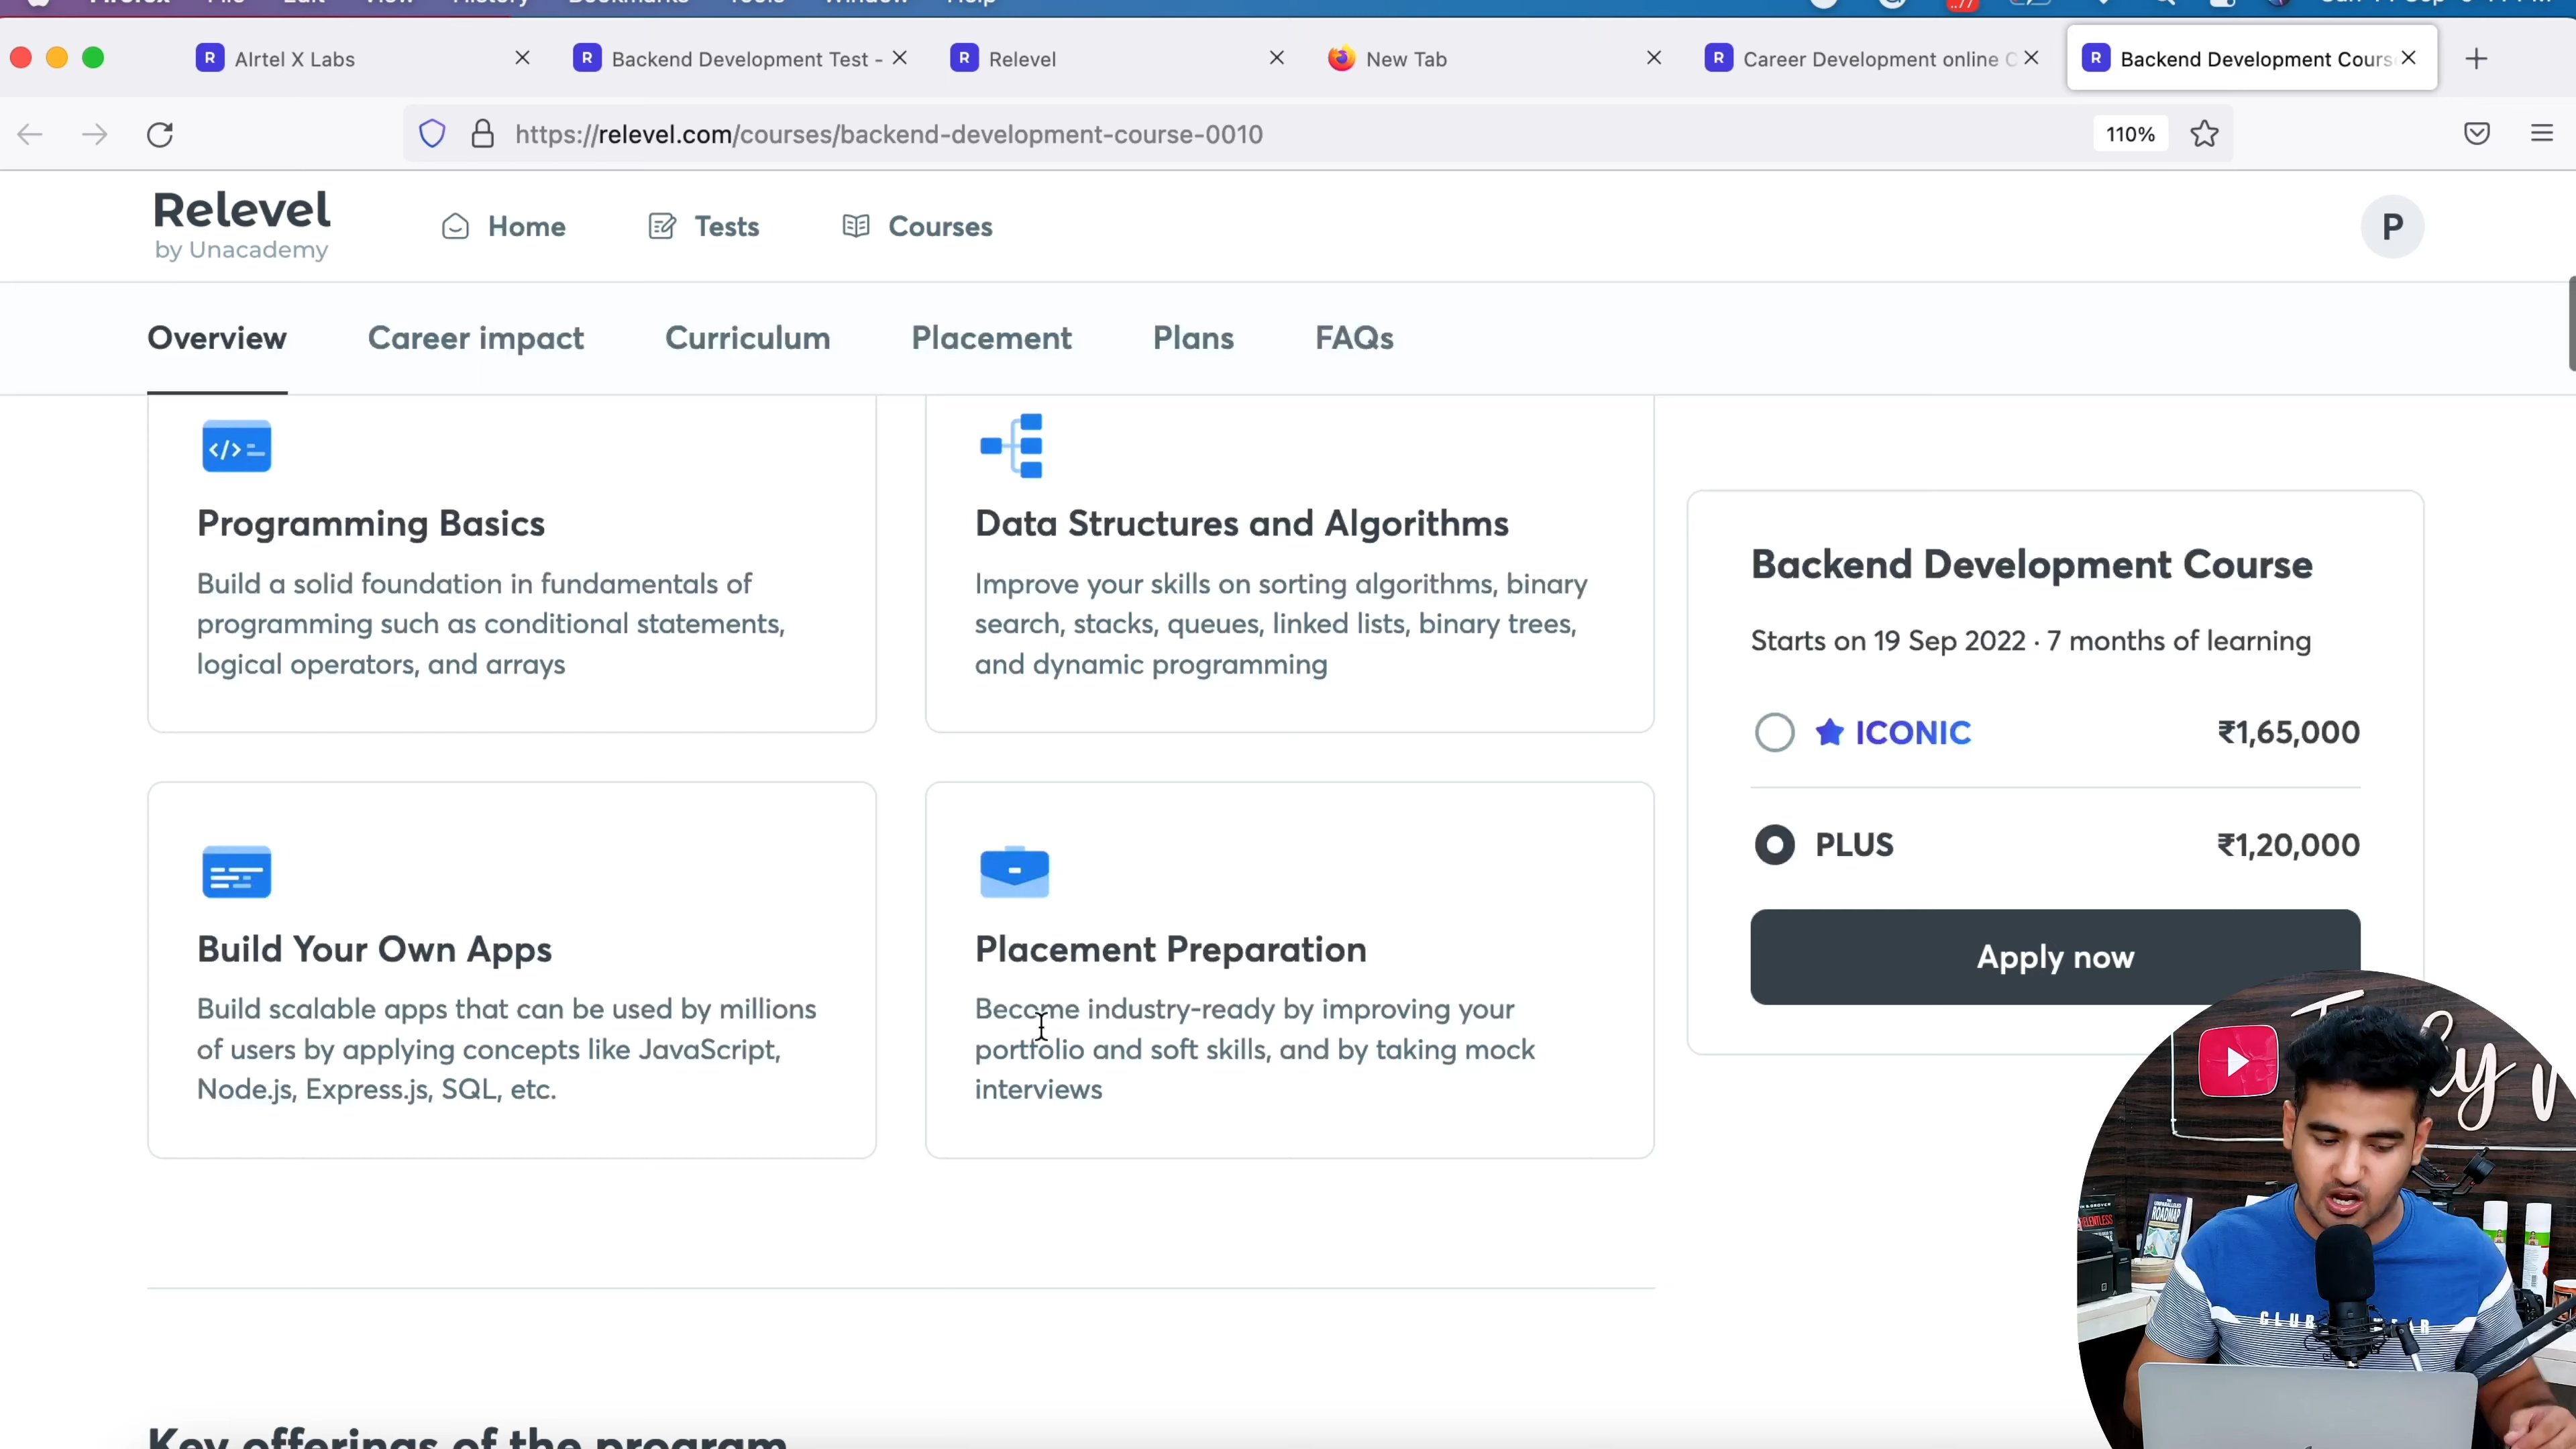 AIrtel X Labs
Backend Development Test -
Relevel
New Tab
Career Development online C
Backend Development Cours
https://relevel.com/courses/backend-development-course-0010
110%
Relevel
by Unacademy
Home
Tests
Courses
P
Overview
Career impact
Curriculum
Placement
Plans
FAQs
Programming Basics
Build a solid foundation in fundamentals of
programming such as conditional statements,
logical operators, and arrays
Data Structures and Algorithms
Improve your skills on sorting algorithms, binary
search, stacks, queues, linked lists, binary trees,
and dynamic programming
Build Your Own Apps
Build scalable apps that can be used by millions
of users by applying concepts like JavaScript,
Node.js, Express.js, SQL, etc.
Placement Preparation
Become industry-ready by improving your
portfolio and soft skills, and by taking mock
interviews
Backend Development Course
Starts on 19 Sep 2022 · 7 months of learning
ICONIC
₹1,65,000
PLUS
₹1,20,000
Apply now
ROADMAP
CLUB
Key offerings of the program